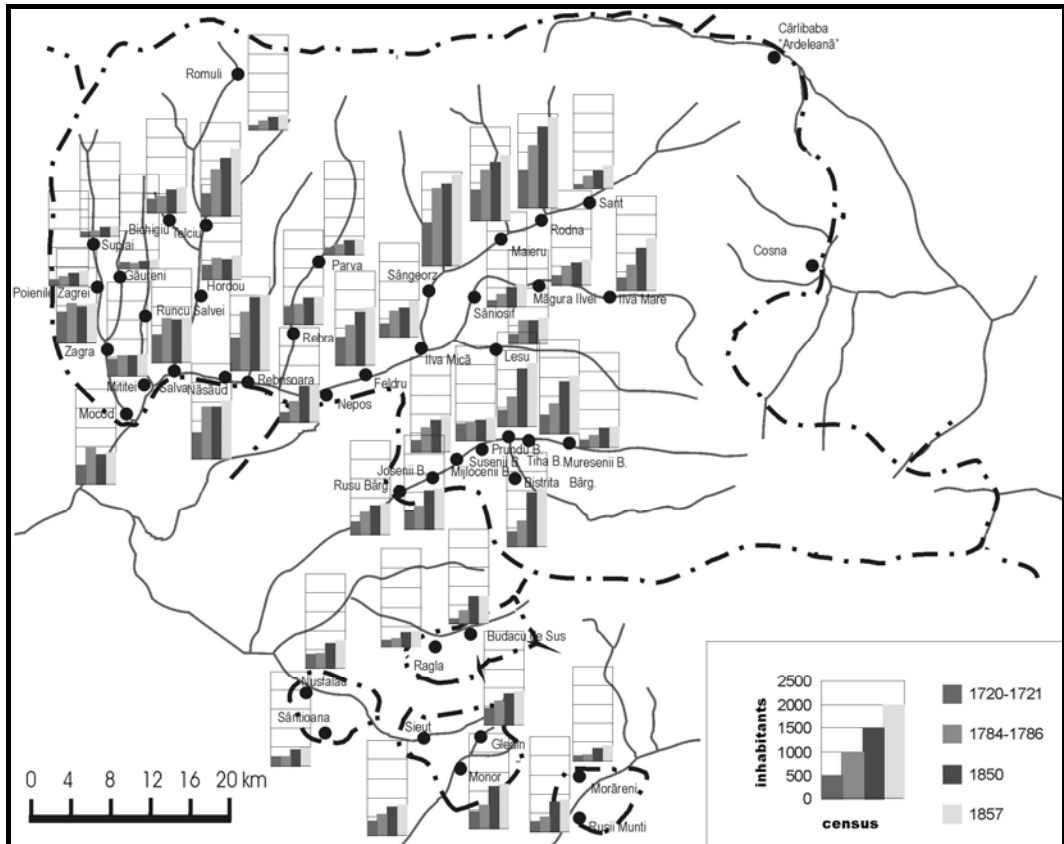 Cârlibaba
"Ardeleană"
Romuli
Sant
Bichigiu
Telciu
Rodna
Suplai
Maieru
Parva
Cosna
Găureni
Hordou
Sângeorz
Poienile Zagrei
Măgura Ilvei
Ilva Mare
Sâniosif
Runcu Salvei
Rebra
Zagra
Ilva Mică
Lesu
Mititei
Salva
Năsăud
Rebrisoara
Feldru
Nepos
Mocod
Prundu B.
Susenii B.
Tiha B.
Muresenii B.
Josenii B.
Mijlocenii B.
Rusu Bârg.
Bistrita Bârg.
Budacu de Sus
Ragla
Nusfalau
Sântioana
Sieut
Gledin
Monor
Morăreni
Rusii Munti
0 4 8 12 16 20 km
inhabitants
2500
2000
1500
1000
500
0
census
1720-1721
1784-1786
1850
1857